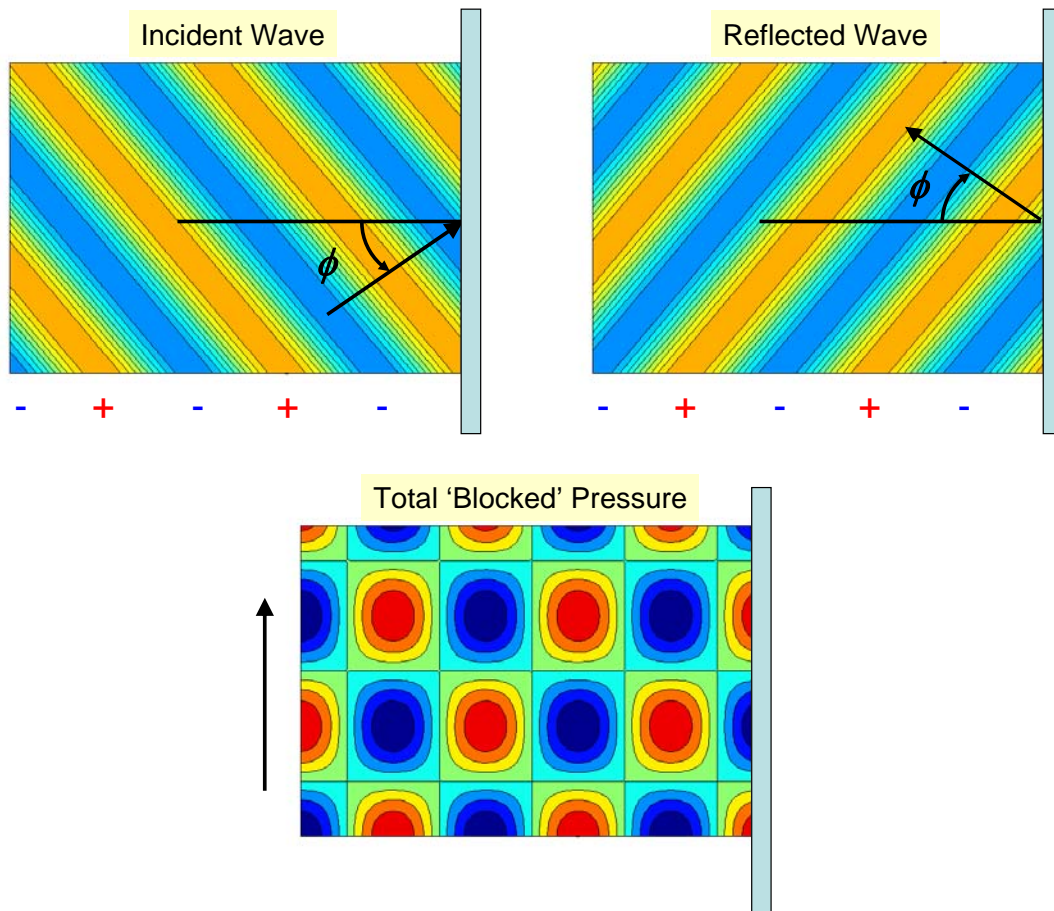 Incident Wave
Reflected Wave
ϕ
ϕ
- + - + -
- + - + -
Total ‘Blocked’ Pressure